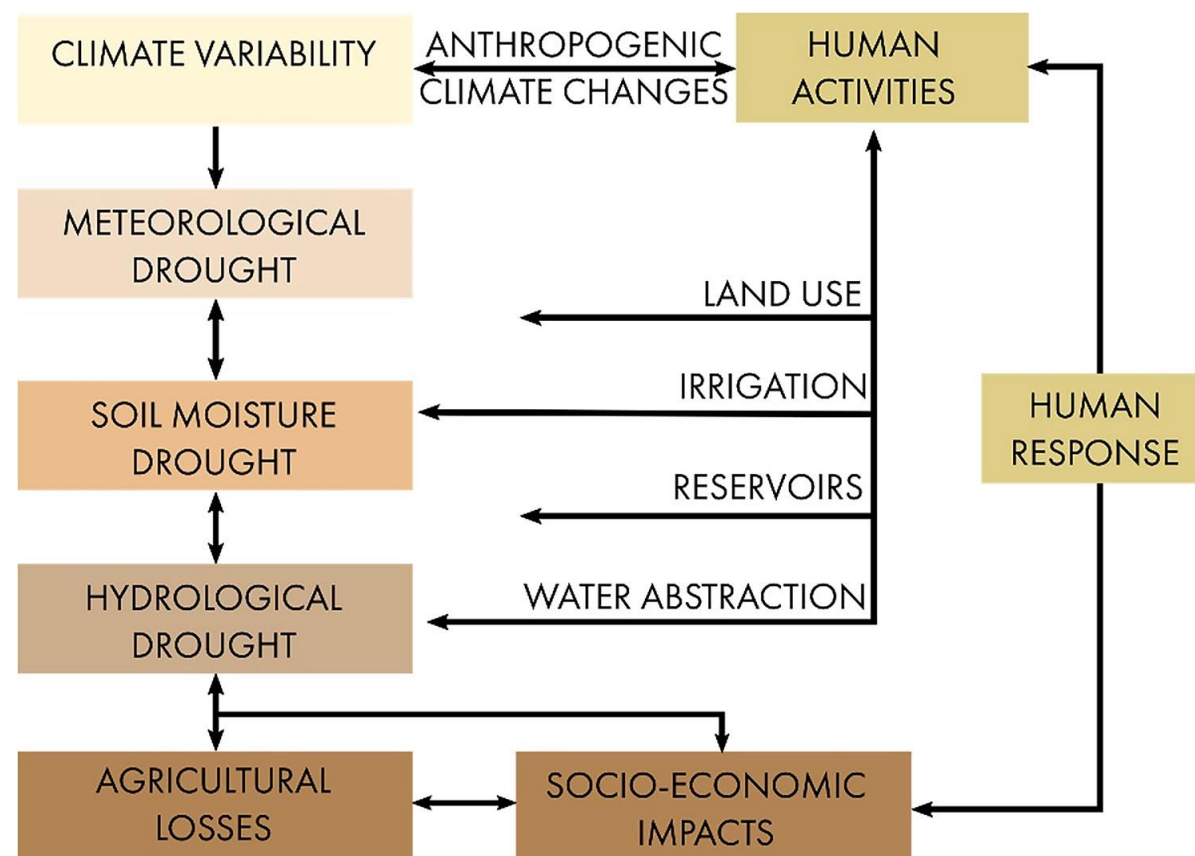 CLIMATE VARIABILITY
ANTHROPOGENIC
CLIMATE CHANGES
HUMAN
ACTIVITIES
METEOROLOGICAL
DROUGHT
LAND USE
IRRIGATION
SOIL MOISTURE
DROUGHT
HUMAN
RESPONSE
RESERVOIRS
HYDROLOGICAL
DROUGHT
WATER ABSTRACTION
AGRICULTURAL
LOSSES
SOCIO-ECONOMIC
IMPACTS